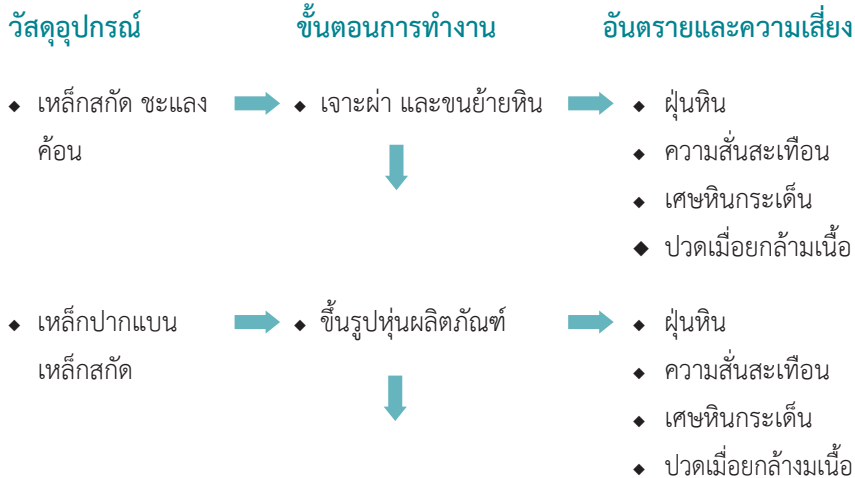 วัสดุอุปกรณ์ ขั้นตอนการทำงาน อันตรายและความเสี่ยง
◆ เหล็กสกัด ชะแลง ◆ เจาะผ่า และขนย้ายหิน ◆ ฝุ่นหิน
ค้อน ◆ ความสั่นสะเทือน
◆ เศษหินกระเด็น
◆ ปวดเมื่อยกล้ามเนื้อ
◆ เหล็กปากแบน ◆ ขึ้นรูปหุ่นผลิตภัณฑ์ ◆ ฝุ่นหิน
เหล็กสกัด ◆ ความสั่นสะเทือน
◆ เศษหินกระเด็น
◆ ปวดเมื่อยกล้างมเนื้อ